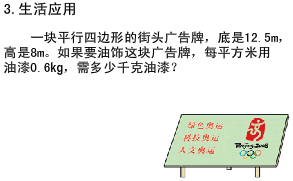 3.生活应用
一块平行四边形的街头广告牌，底是12.5m，
高是8m。如果要油饰这块广告牌，每平方米用
油漆0.6kg，需多少千克油漆？
绿色奥运
科技奥运
人文奥运
Beijing 2008